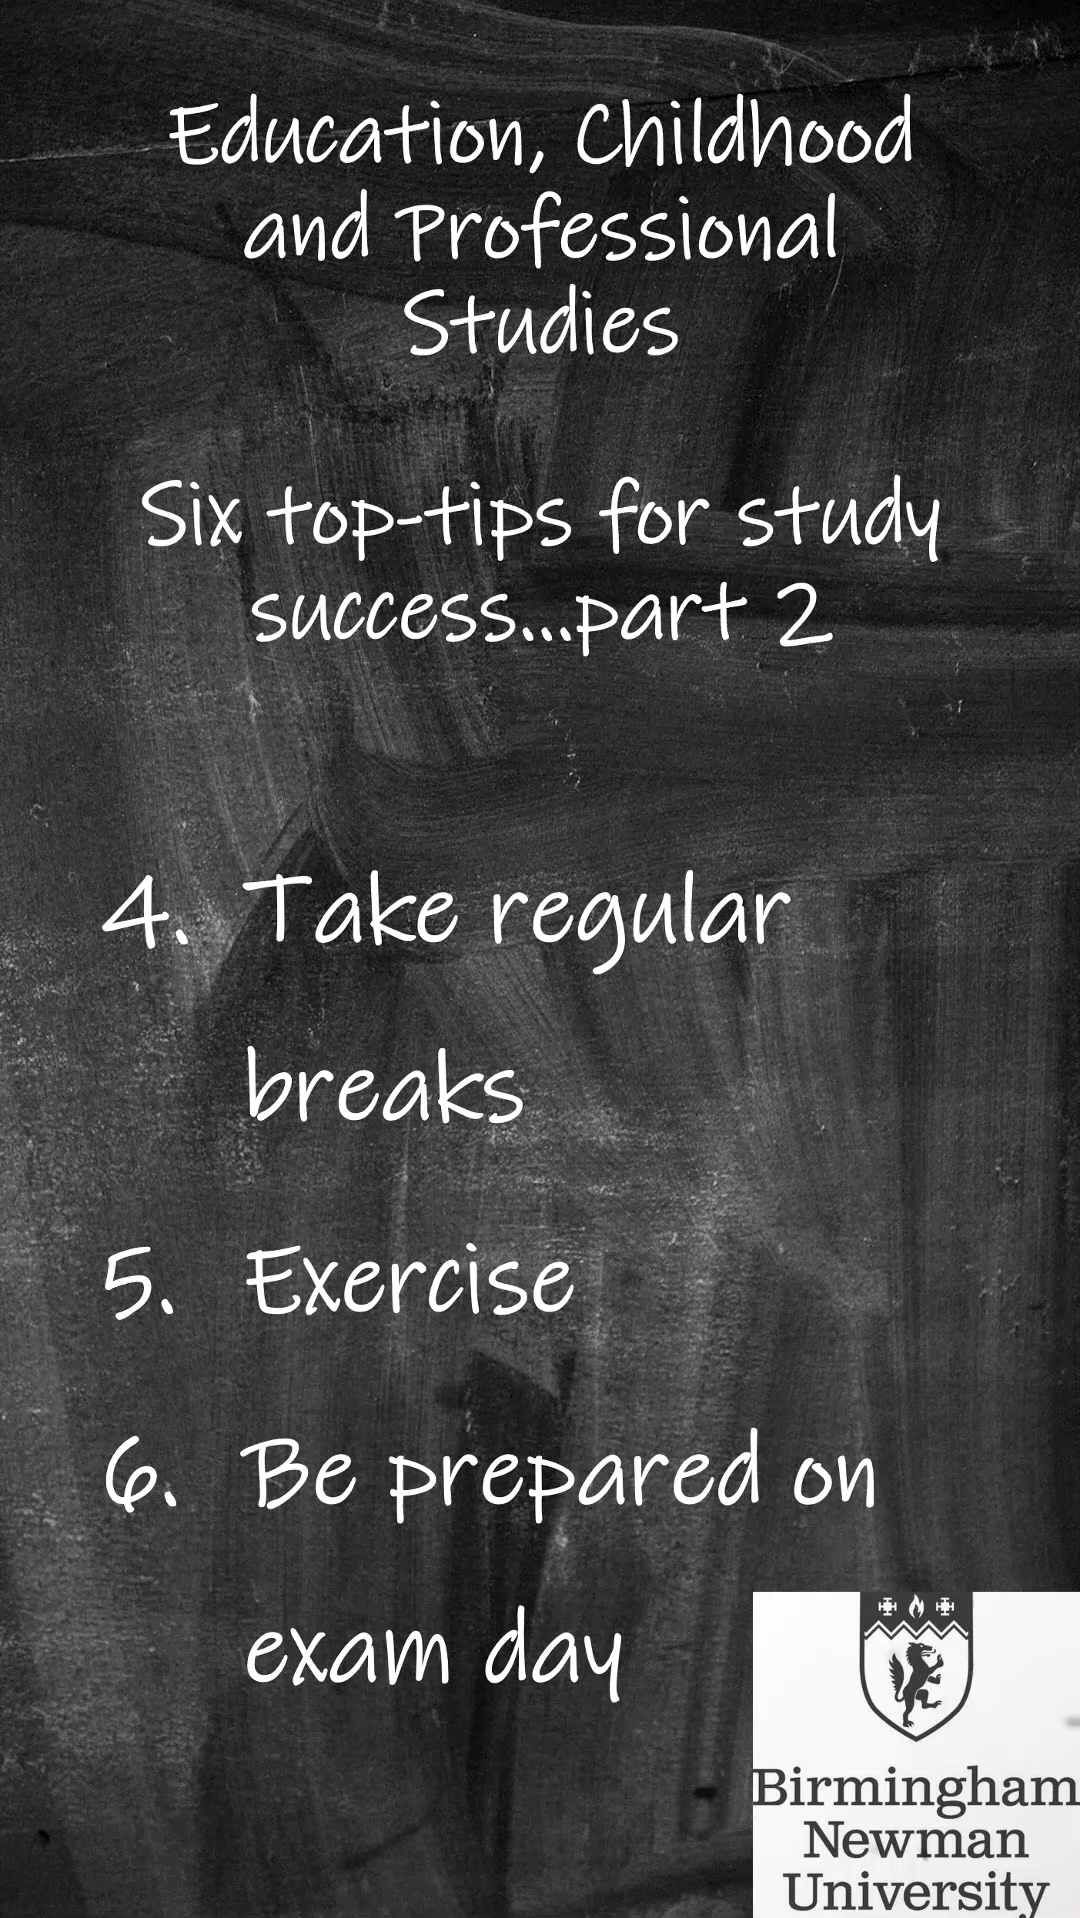 Education, Childhood
and Professional
Studies
Six top-tips for study
success...part 2
4. Take regular
breaks
5. Exercise
6. Be prepared on
exam day
Birmingham
Newman
University